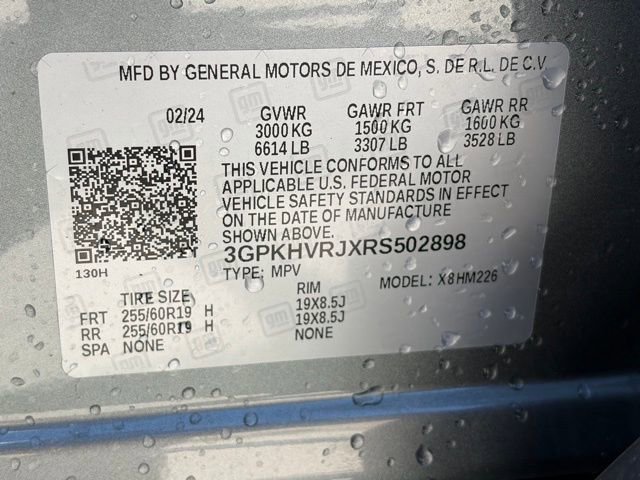 MFD BY GENERAL MOTORS DE MEXICO, S. DE R.L. DE C.V
02/24 GVWR GAWR FRT GAWR RR
3000 KG 1500 KG 1600 KG
6614 LB 3307 LB 3528 LB
THIS VEHICLE CONFORMS TO ALL
APPLICABLE U.S. FEDERAL MOTOR
VEHICLE SAFETY STANDARDS IN EFFECT
ON THE DATE OF MANUFACTURE
SHOWN ABOVE.
3GPKHVRJXRS502898
130H TYPE: MPV MODEL: X8HM226
TIRE SIZE RIM
FRT 255/60R19 H 19X8.5J
RR 255/60R19 H 19X8.5J
SPA NONE NONE